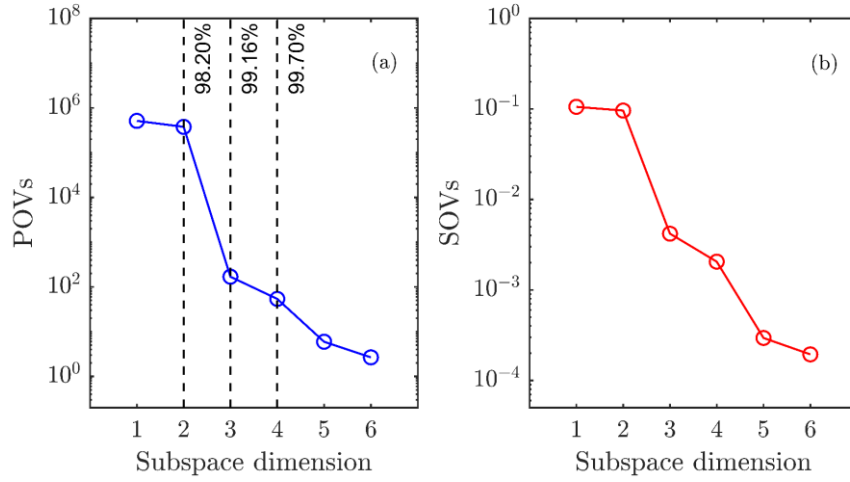 10^8
10^6
10^4
10^2
10^0
POVs
98.20%
99.16%
99.70%
(a)
1 2 3 4 5 6
Subspace dimension
10^0
10^-1
10^-2
10^-3
10^-4
SOVs
(b)
1 2 3 4 5 6
Subspace dimension